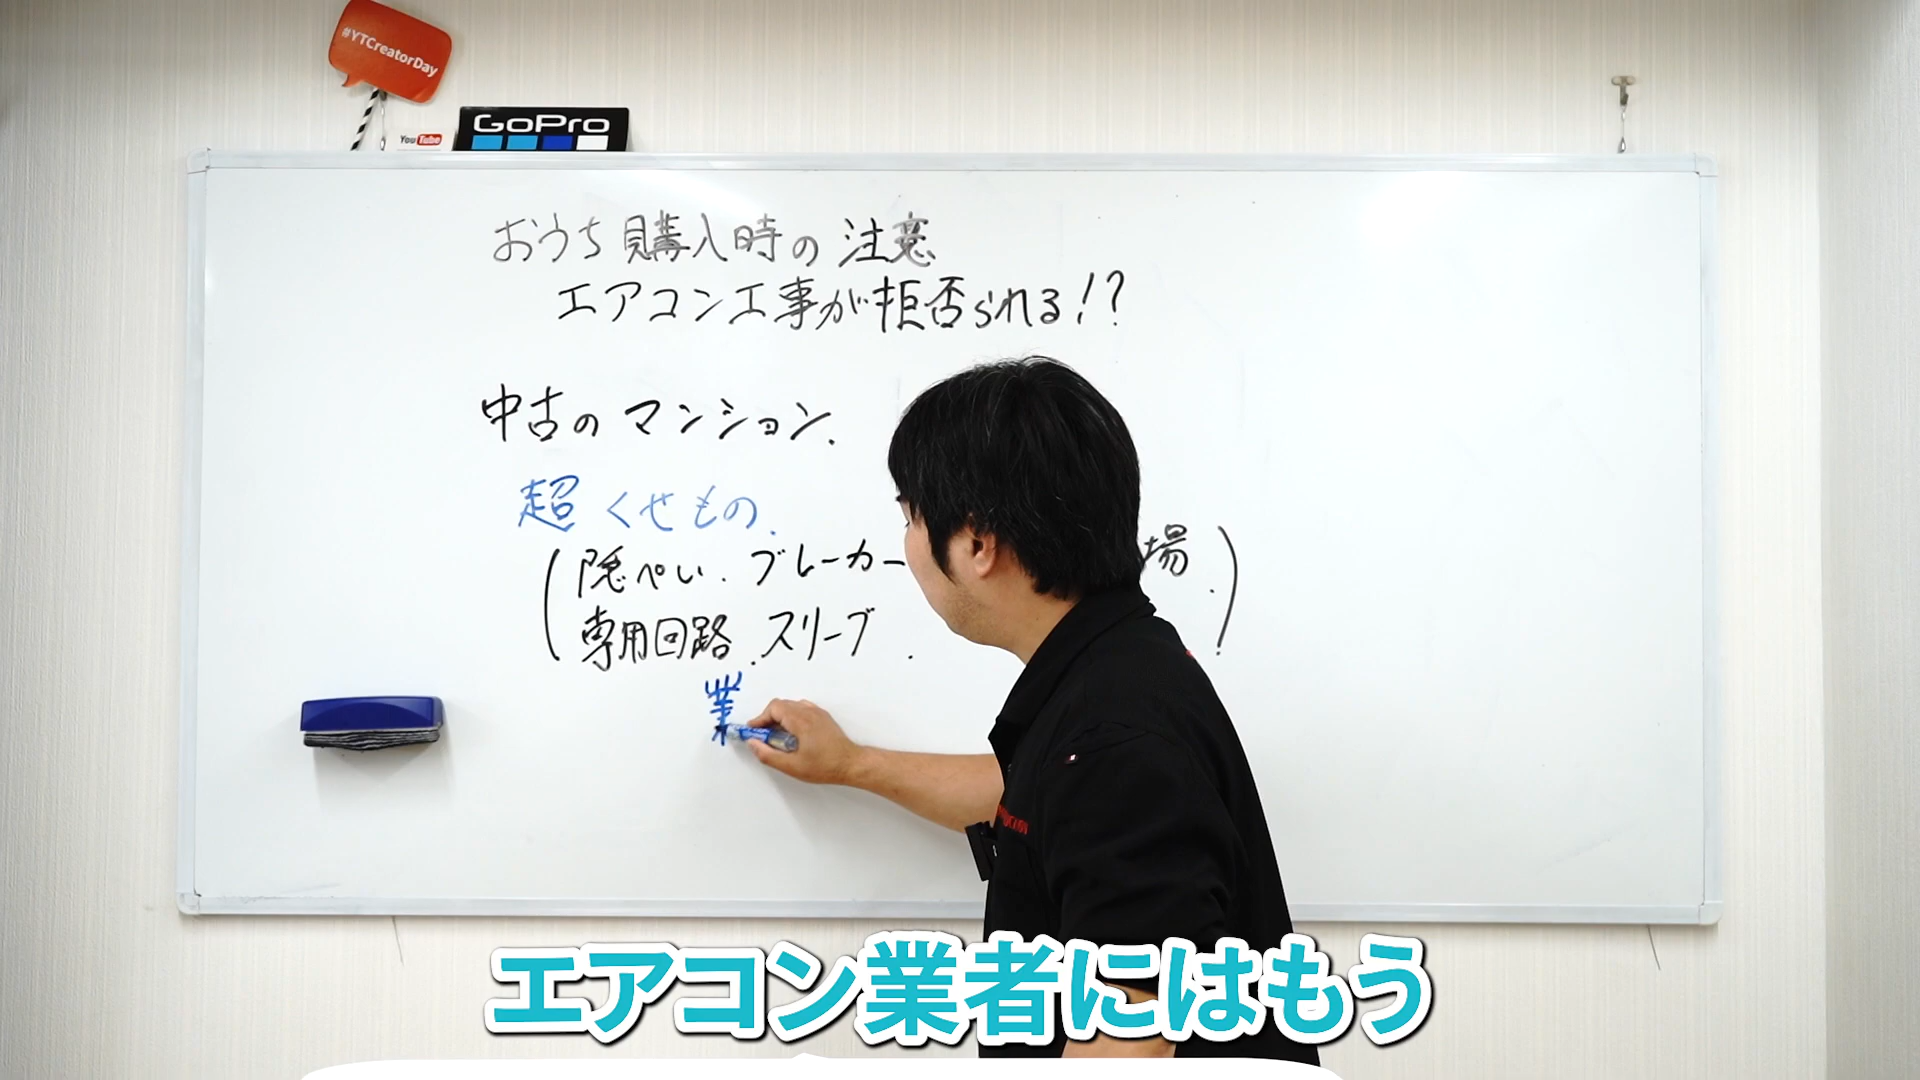 #YTCreatorDay
YouTube
GoPro
おうち購入時の注意
エアコン工事が拒否られる!?
中古のマンション.
超くせもの.
(隠ぺい.ブレーカー 場.)
専用回路.スリーブ.
業
エアコン業者にはもう